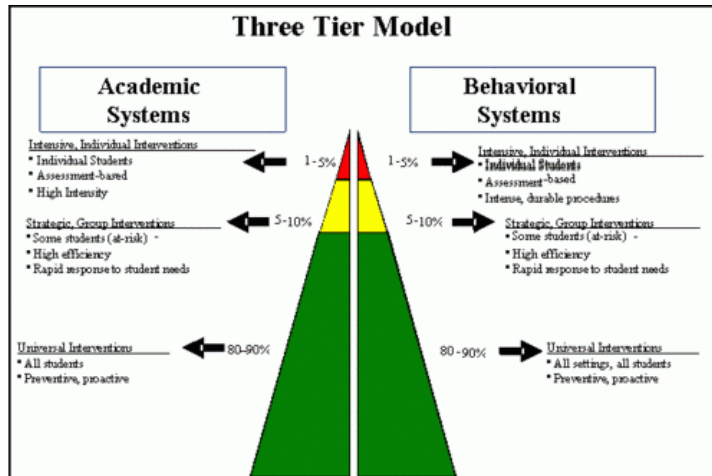 Three Tier Model
Academic
Systems
Behavioral
Systems
Intensive, Individual Interventions
▪ Individual Students
▪ Assessment-based
▪ High Intensity
1-5%
1-5%
Intensive, Individual Interventions
▪ Individual Students
▪ Assessment-based
▪ Intense, durable procedures
Strategic, Group Interventions
▪ Some students (at-risk) -
▪ High efficiency
▪ Rapid response to student needs
5-10%
5-10%
Strategic, Group Interventions
▪ Some students (at-risk) -
▪ High efficiency
▪ Rapid response to student needs
Universal Interventions
▪ All students
▪ Preventive, proactive
80-90%
80-90%
Universal Interventions
▪ All settings, all students
▪ Preventive, proactive